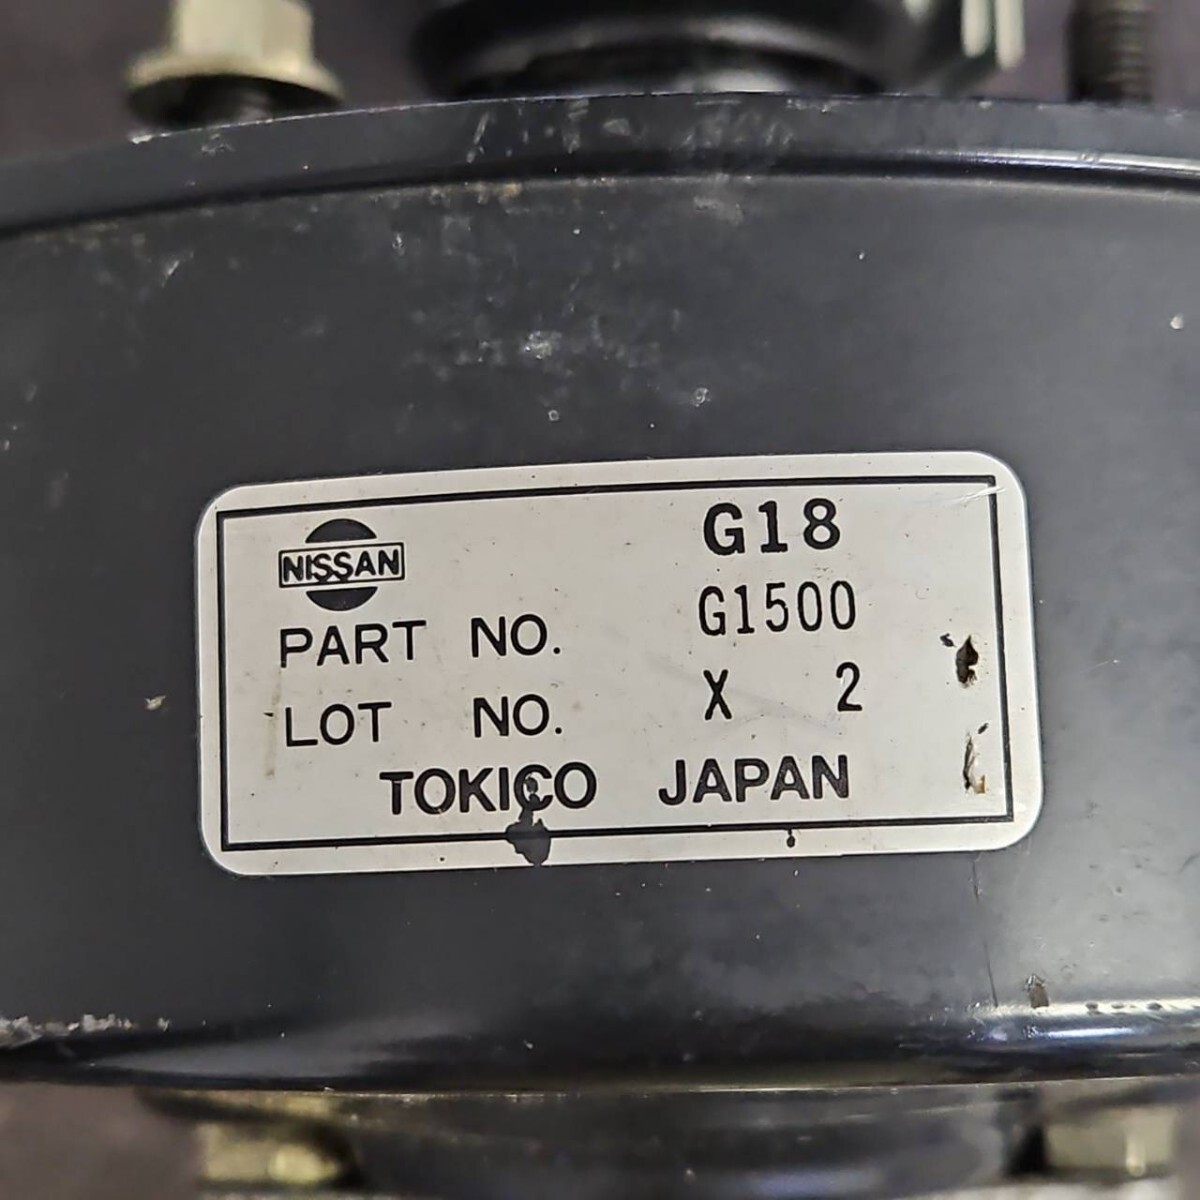 NISSAN G18
PART NO. G1500
LOT NO. X 2
TOKICO JAPAN